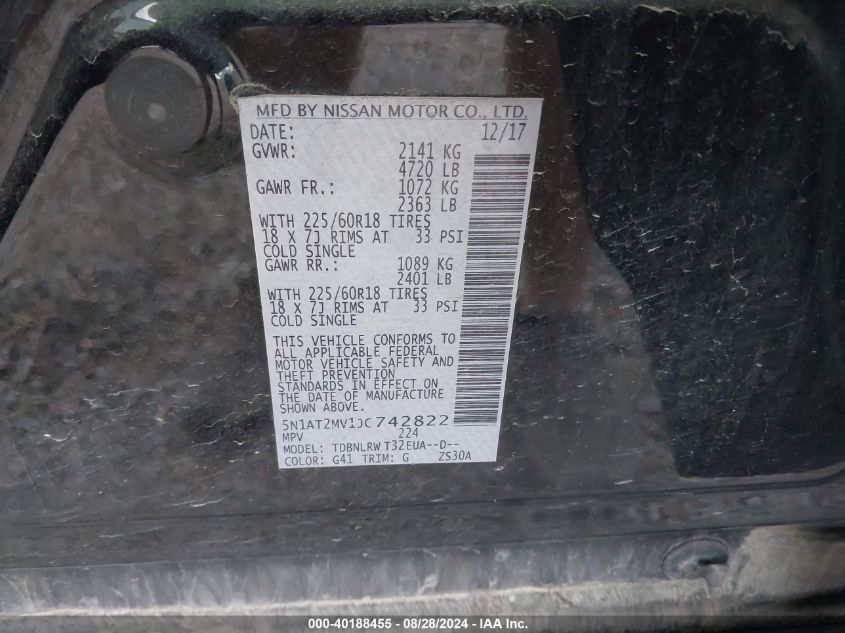 MFD BY NISSAN MOTOR CO., LTD.
DATE: 12/17
GVWR: 2141 KG
4720 LB
GAWR FR.: 1072 KG
2363 LB
WITH 225/60R18 TIRES
18 X 7J RIMS AT 33 PSI
COLD SINGLE
GAWR RR.: 1089 KG
2401 LB
WITH 225/60R18 TIRES
18 X 7J RIMS AT 33 PSI
COLD SINGLE
THIS VEHICLE CONFORMS TO
ALL APPLICABLE FEDERAL
MOTOR VEHICLE SAFETY AND
THEFT PREVENTION
STANDARDS IN EFFECT ON
THE DATE OF MANUFACTURE
SHOWN ABOVE.
5N1AT2MV1JC742822
MPV 224
MODEL: TDBNLRW T32EUA--D--
COLOR: G41 TRIM: G ZS30A
000-40188455 - 08/28/2024 - IAA Inc.